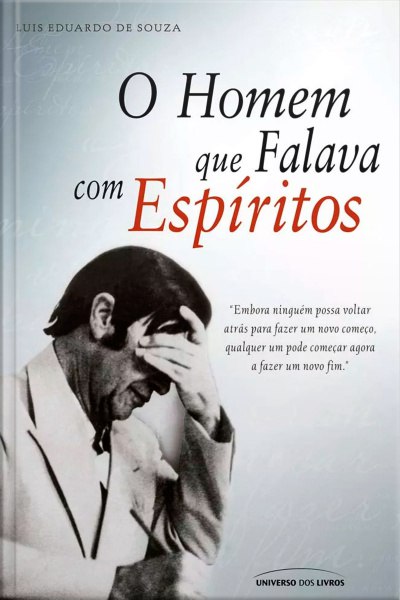 LUIS EDUARDO DE SOUZA
O Homem
que Falava
com Espíritos
"Embora ninguém possa voltar
atrás para fazer um novo começo,
qualquer um pode começar agora
a fazer um novo fim."
UNIVERSO DOS LIVROS